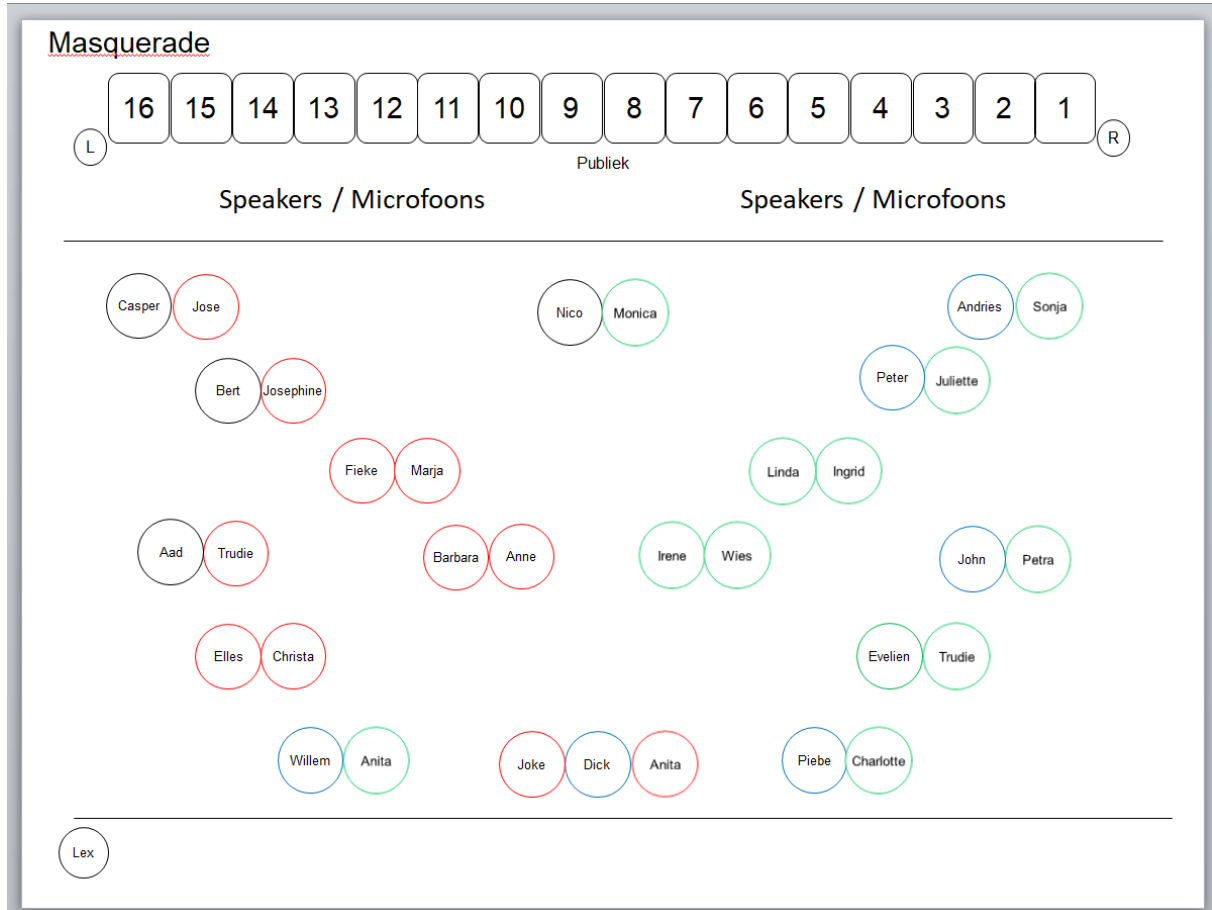 Masquerade
16 15 14 13 12 11 10 9 8 7 6 5 4 3 2 1
L R
Publiek
Speakers / Microfoons Speakers / Microfoons
Casper Jose Nico Monica Andries Sonja
Bert Josephine Peter Juliette
Fieke Marja Linda Ingrid
Aad Trudie Barbara Anne Irene Wies John Petra
Elles Christa Evelien Trudie
Willem Anita Joke Dick Anita Piebe Charlotte
Lex